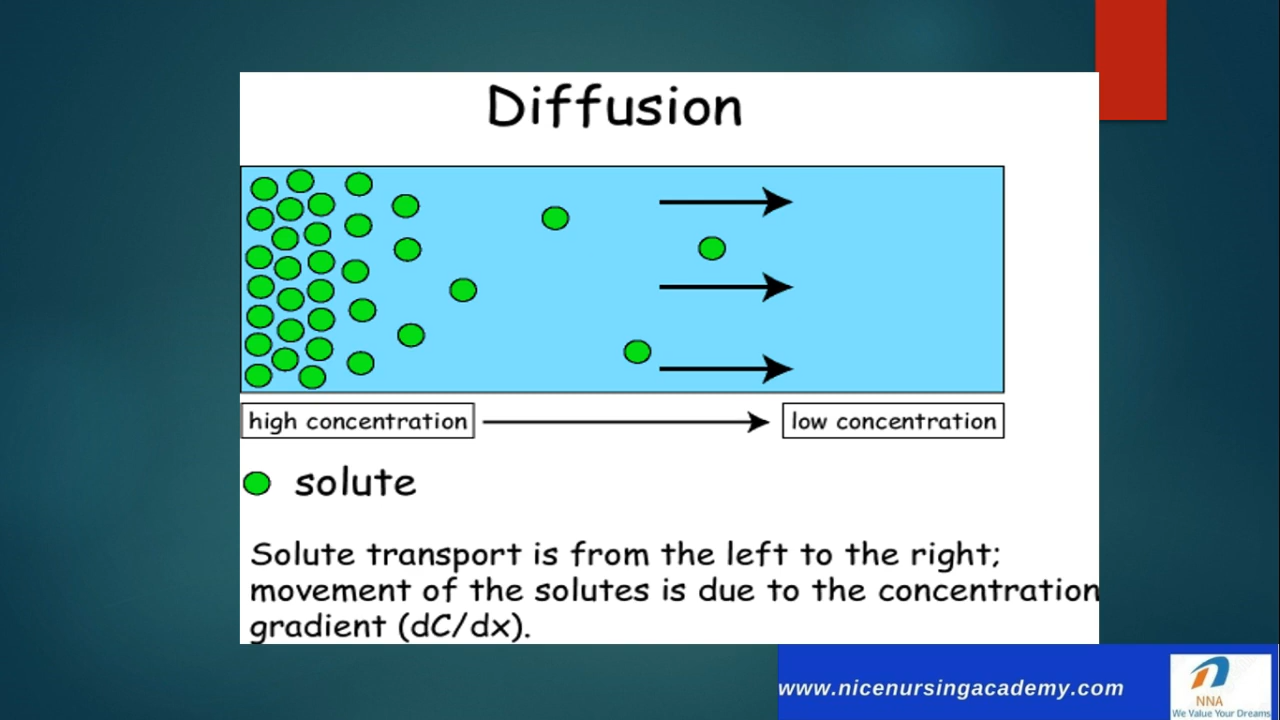 Diffusion
high concentration
low concentration
solute
Solute transport is from the left to the right;
movement of the solutes is due to the concentration
gradient (dC/dx).
www.nicenursingacademy.com
NNA
We Value Your Dreams